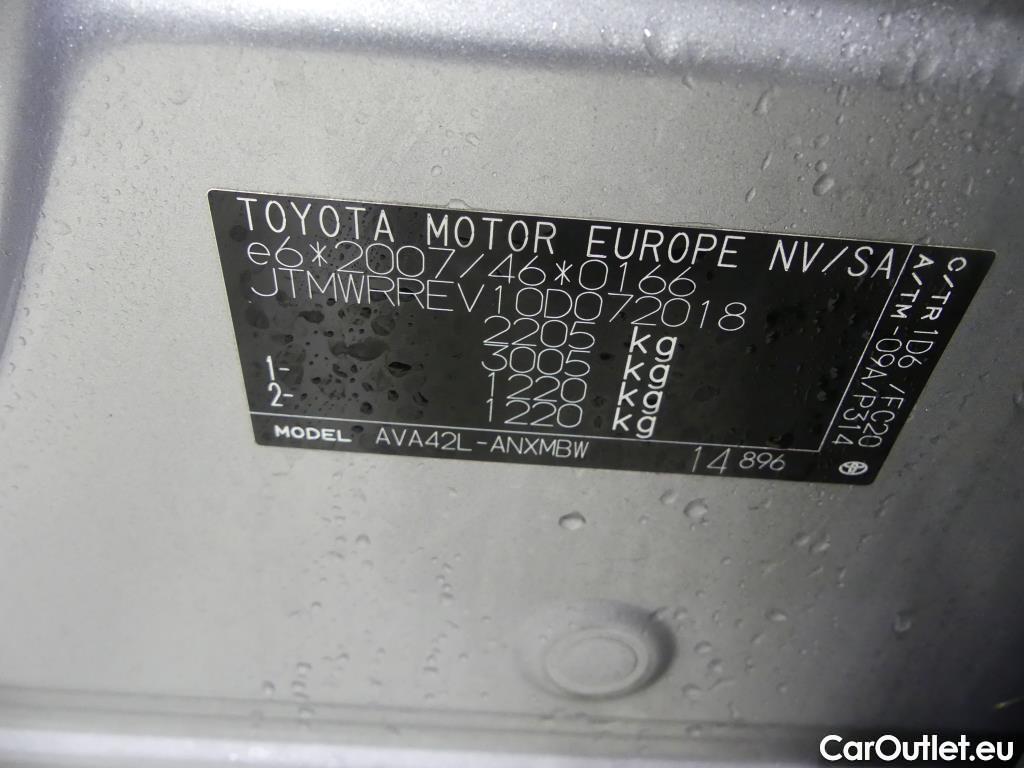 TOYOTA MOTOR EUROPE NV/SA
e6*2007/46*0166
JTMWRREV10D072018
2205 kg
3005 kg
1- 1220 kg
2- 1220 kg
MODEL AVA42L-ANXMBW
14 896
C/TR 1D6 /FC20
A/TM -09A/P314
CarOutlet.eu